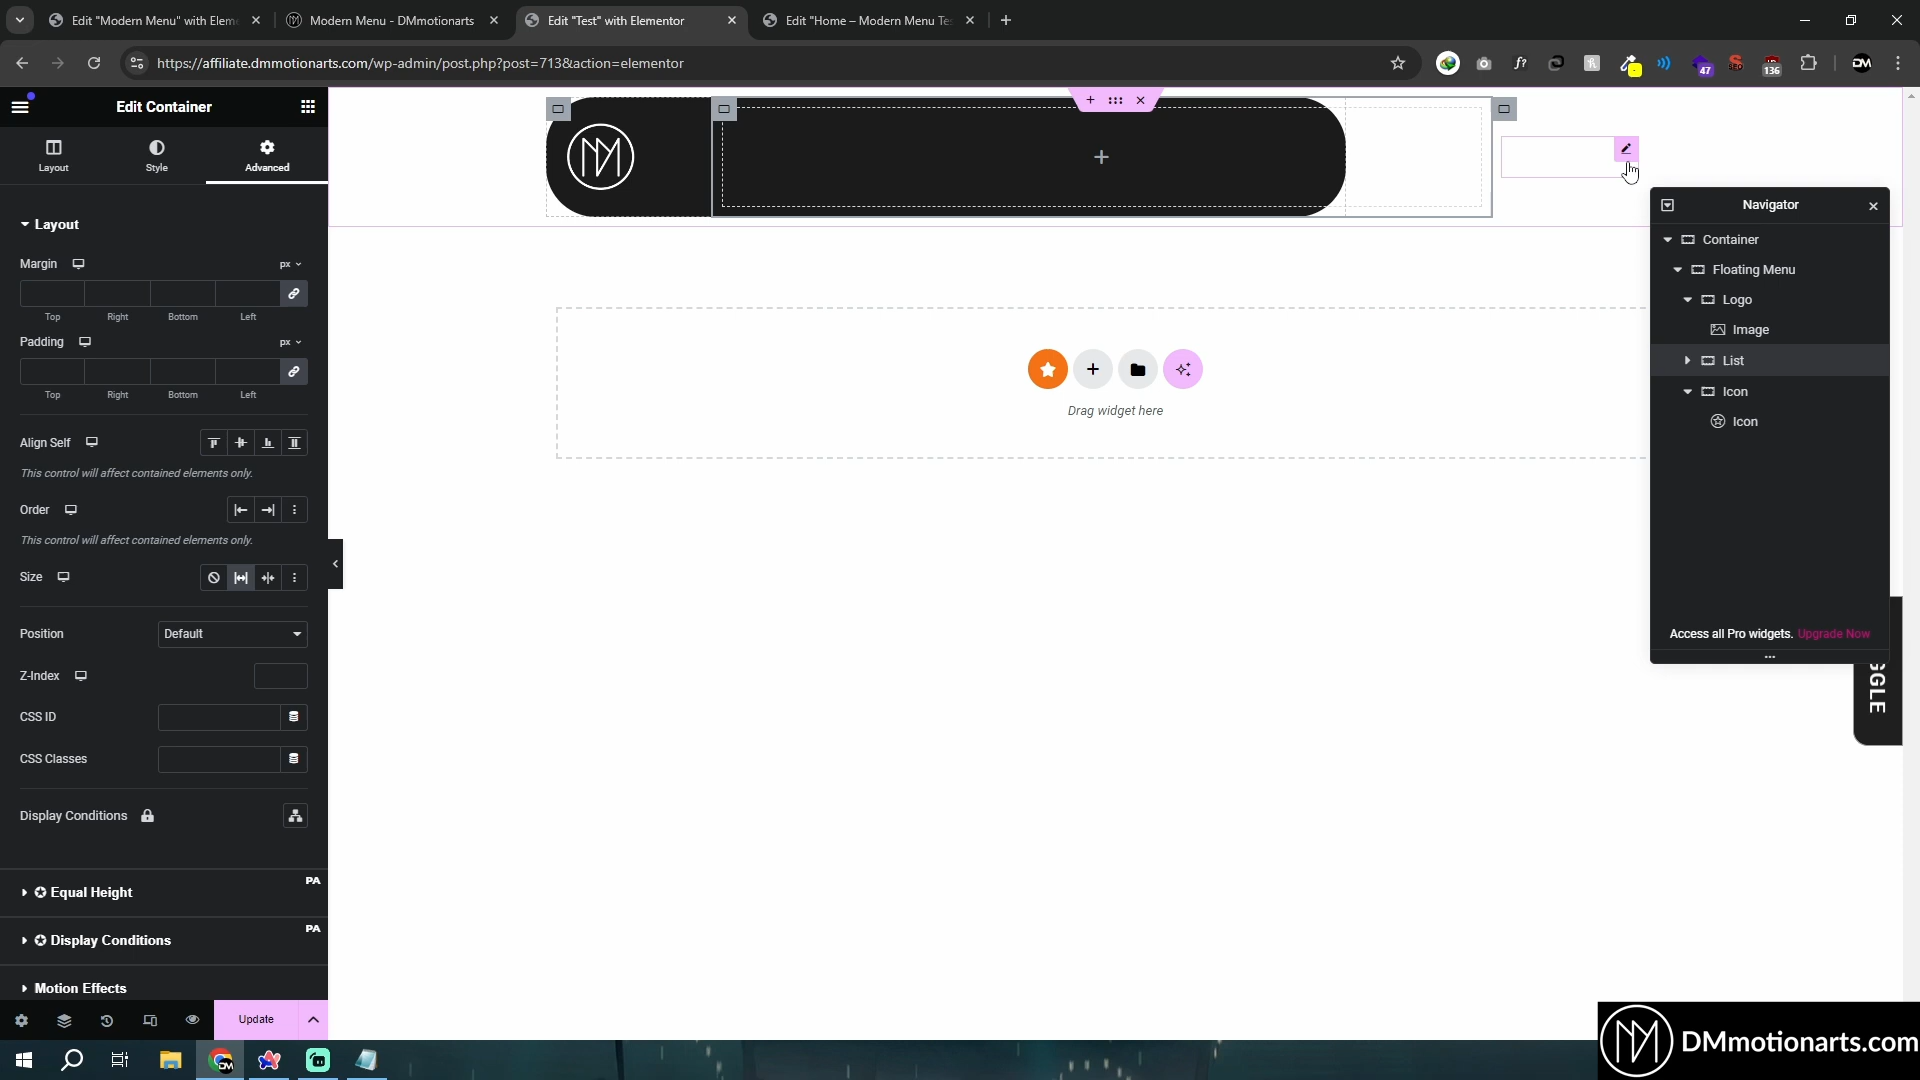 Edit "Modern Menu" with Elem
Modern Menu - DMmotionarts
Edit "Test" with Elementor
Edit "Home – Modern Menu Te
https://affiliate.dmmotionarts.com/wp-admin/post.php?post=713&action=elementor
f?
47
SEO
136
DM
Edit Container
Layout
Style
Advanced
Layout
Margin
px
Top
Right
Bottom
Left
Padding
px
Top
Right
Bottom
Left
Align Self
This control will affect contained elements only.
Order
This control will affect contained elements only.
Size
Position
Default
Z-Index
CSS ID
CSS Classes
Display Conditions
Equal Height
PA
Display Conditions
PA
Motion Effects
Update
Drag widget here
Navigator
Container
Floating Menu
Logo
Image
List
Icon
Icon
Access all Pro widgets. Upgrade Now
GGLE
DMmotionarts.com